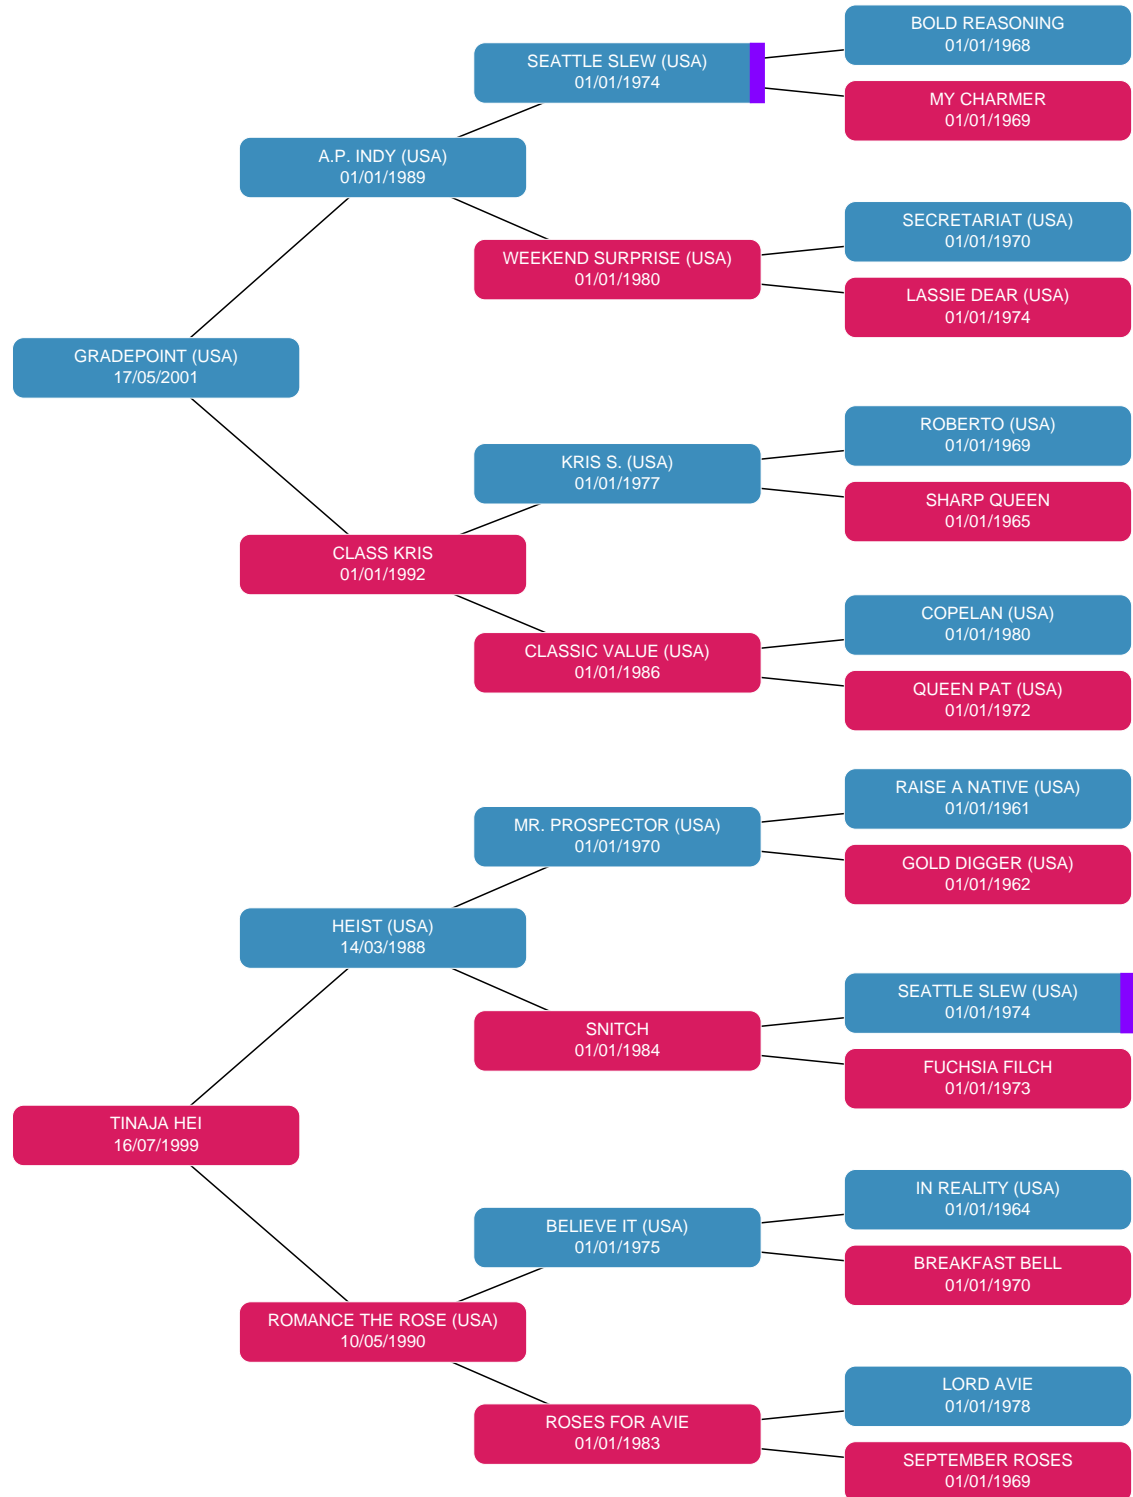 BOLD REASONING
01/01/1968
SEATTLE SLEW (USA)
01/01/1974
MY CHARMER
01/01/1969
A.P. INDY (USA)
01/01/1989
SECRETARIAT (USA)
01/01/1970
WEEKEND SURPRISE (USA)
01/01/1980
LASSIE DEAR (USA)
01/01/1974
GRADEPOINT (USA)
17/05/2001
ROBERTO (USA)
01/01/1969
KRIS S. (USA)
01/01/1977
SHARP QUEEN
01/01/1965
CLASS KRIS
01/01/1992
COPELAN (USA)
01/01/1980
CLASSIC VALUE (USA)
01/01/1986
QUEEN PAT (USA)
01/01/1972
RAISE A NATIVE (USA)
01/01/1961
MR. PROSPECTOR (USA)
01/01/1970
GOLD DIGGER (USA)
01/01/1962
HEIST (USA)
14/03/1988
SEATTLE SLEW (USA)
01/01/1974
SNITCH
01/01/1984
FUCHSIA FILCH
01/01/1973
TINAJA HEI
16/07/1999
IN REALITY (USA)
01/01/1964
BELIEVE IT (USA)
01/01/1975
BREAKFAST BELL
01/01/1970
ROMANCE THE ROSE (USA)
10/05/1990
LORD AVIE
01/01/1978
ROSES FOR AVIE
01/01/1983
SEPTEMBER ROSES
01/01/1969